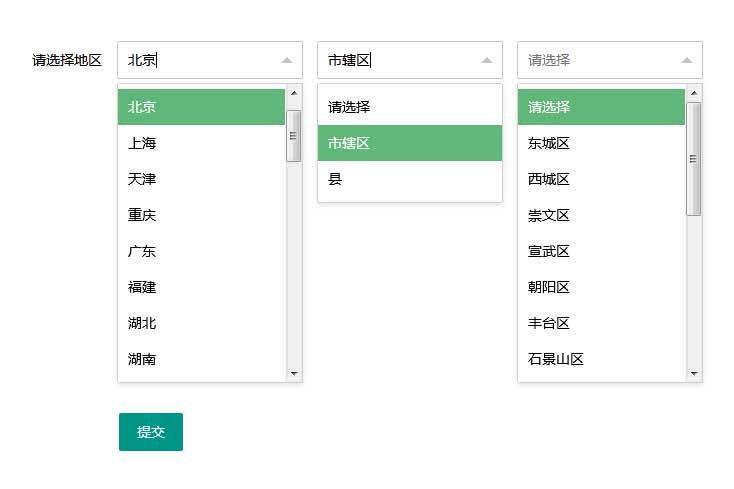 请选择地区 北京 市辖区 请选择
北京 请选择 请选择
上海 市辖区 东城区
天津 县 西城区
重庆 崇文区
广东 宣武区
福建 朝阳区
湖北 丰台区
湖南 石景山区
提交